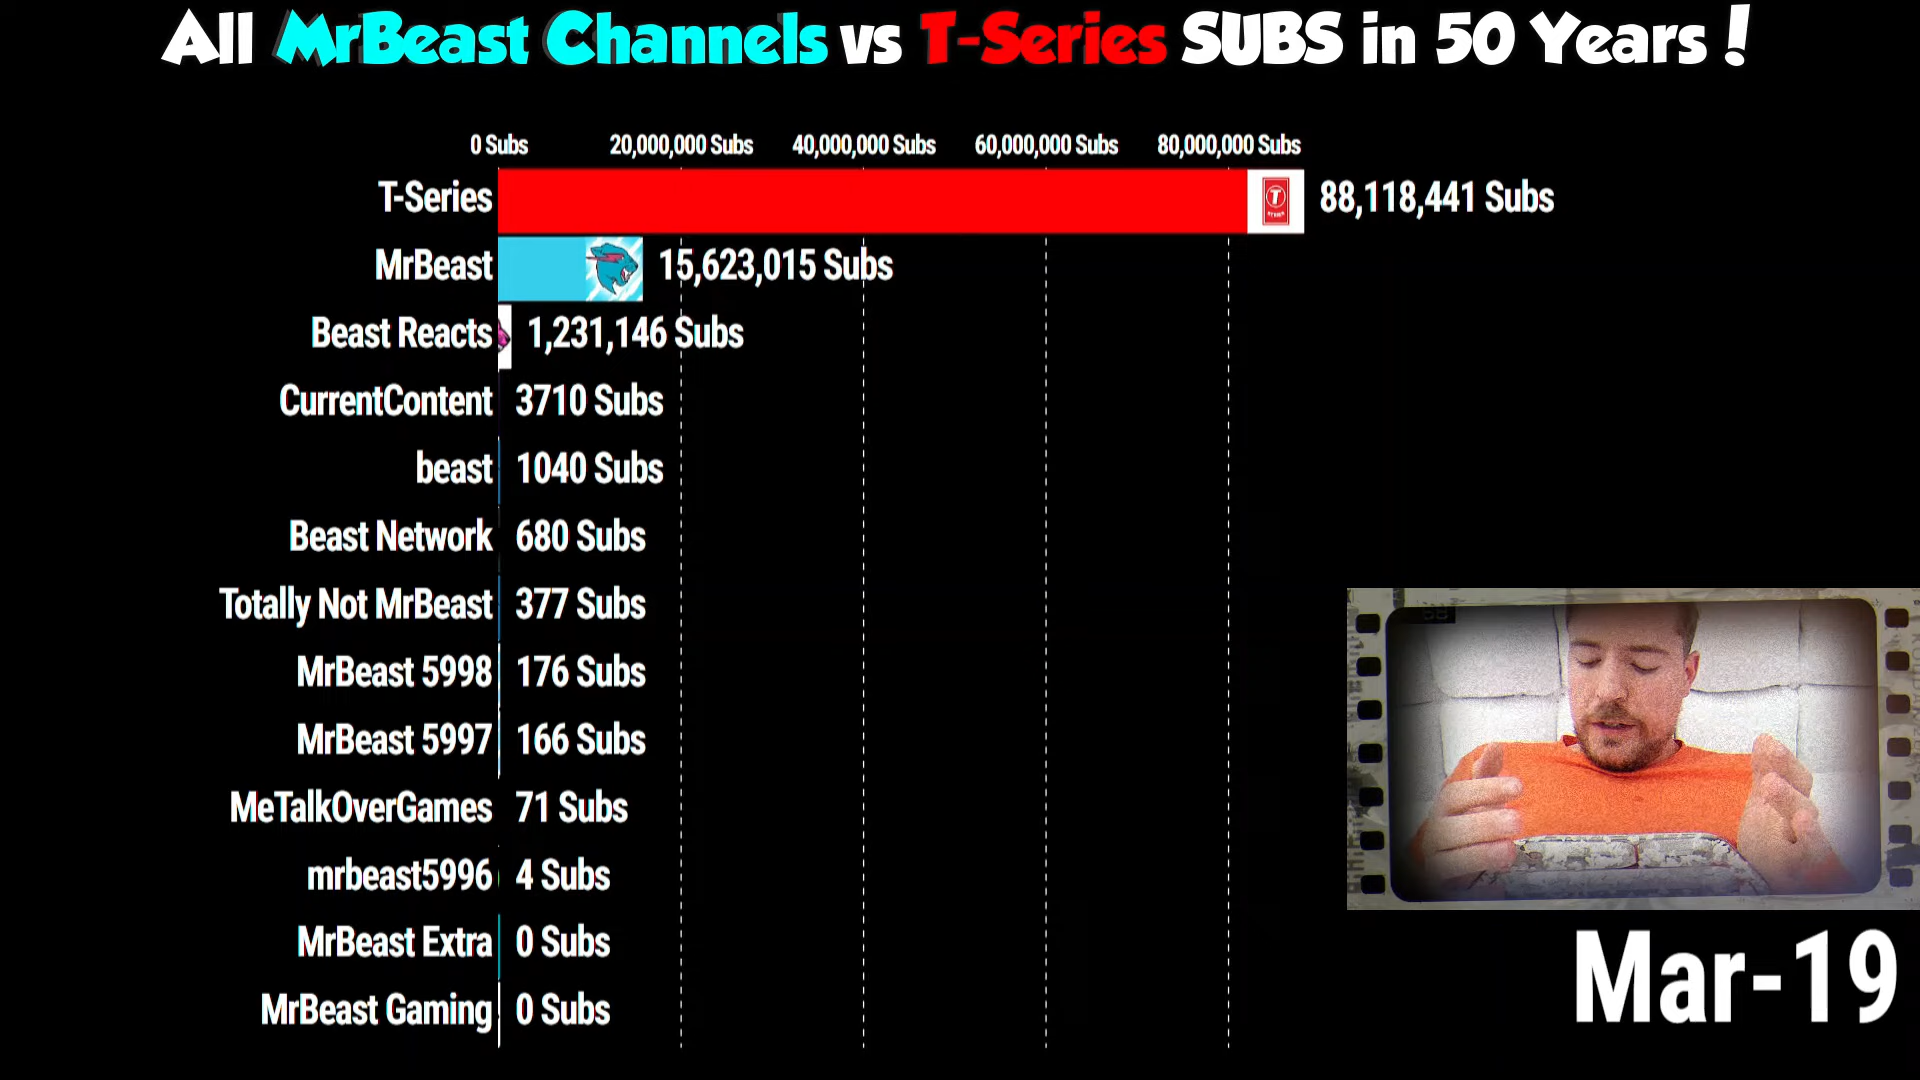 All MrBeast Channels vs T-Series SUBS in 50 Years!
0 Subs 20,000,000 Subs 40,000,000 Subs 60,000,000 Subs 80,000,000 Subs
T-Series 88,118,441 Subs
MrBeast 15,623,015 Subs
Beast Reacts 1,231,146 Subs
CurrentContent 3710 Subs
beast 1040 Subs
Beast Network 680 Subs
Totally Not MrBeast 377 Subs
MrBeast 5998 176 Subs
MrBeast 5997 166 Subs
MeTalkOverGames 71 Subs
mrbeast5996 4 Subs
MrBeast Extra 0 Subs
MrBeast Gaming 0 Subs
Mar-19